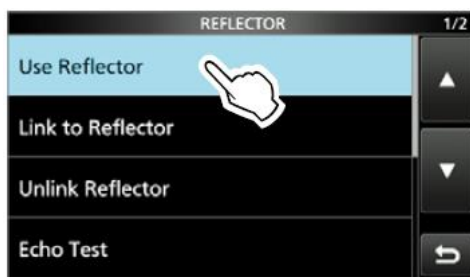 REFLECTOR 1/2
Use Reflector
Link to Reflector
Unlink Reflector
Echo Test